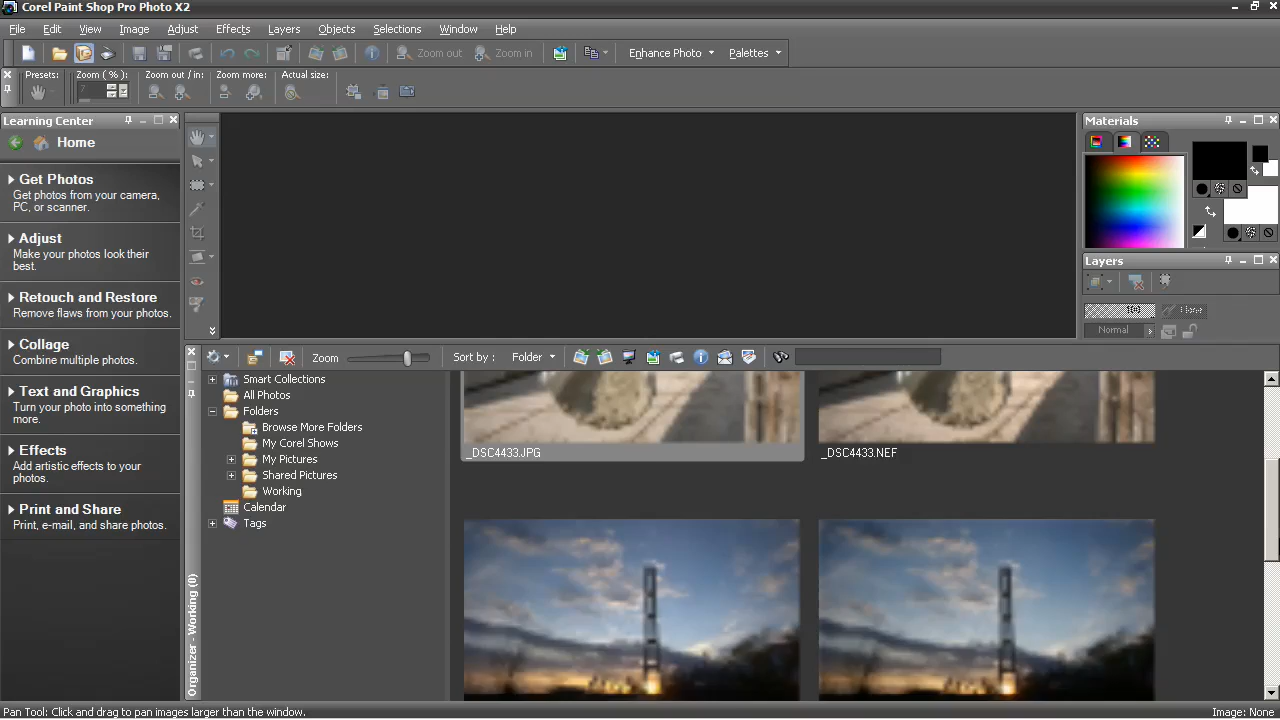 Corel Paint Shop Pro Photo X2
File Edit View Image Adjust Effects Layers Objects Selections Window Help
Zoom out Zoom in Enhance Photo Palettes
Presets: Zoom ( % ) : Zoom out / in: Zoom more: Actual size:
7
Learning Center
Home
Get Photos
Get photos from your camera,
PC, or scanner.
Adjust
Make your photos look their
best.
Retouch and Restore
Remove flaws from your photos.
Collage
Combine multiple photos.
Text and Graphics
Turn your photo into something
more.
Effects
Add artistic effects to your
photos.
Print and Share
Print, e-mail, and share photos.
Materials
Layers
100
None
Normal
Zoom Sort by : Folder
Smart Collections
All Photos
Folders
Browse More Folders
My Corel Shows
My Pictures
Shared Pictures
Working
Calendar
Tags
Organizer - Working (0)
_DSC4433.JPG
_DSC4433.NEF
Pan Tool: Click and drag to pan images larger than the window.
Image: None